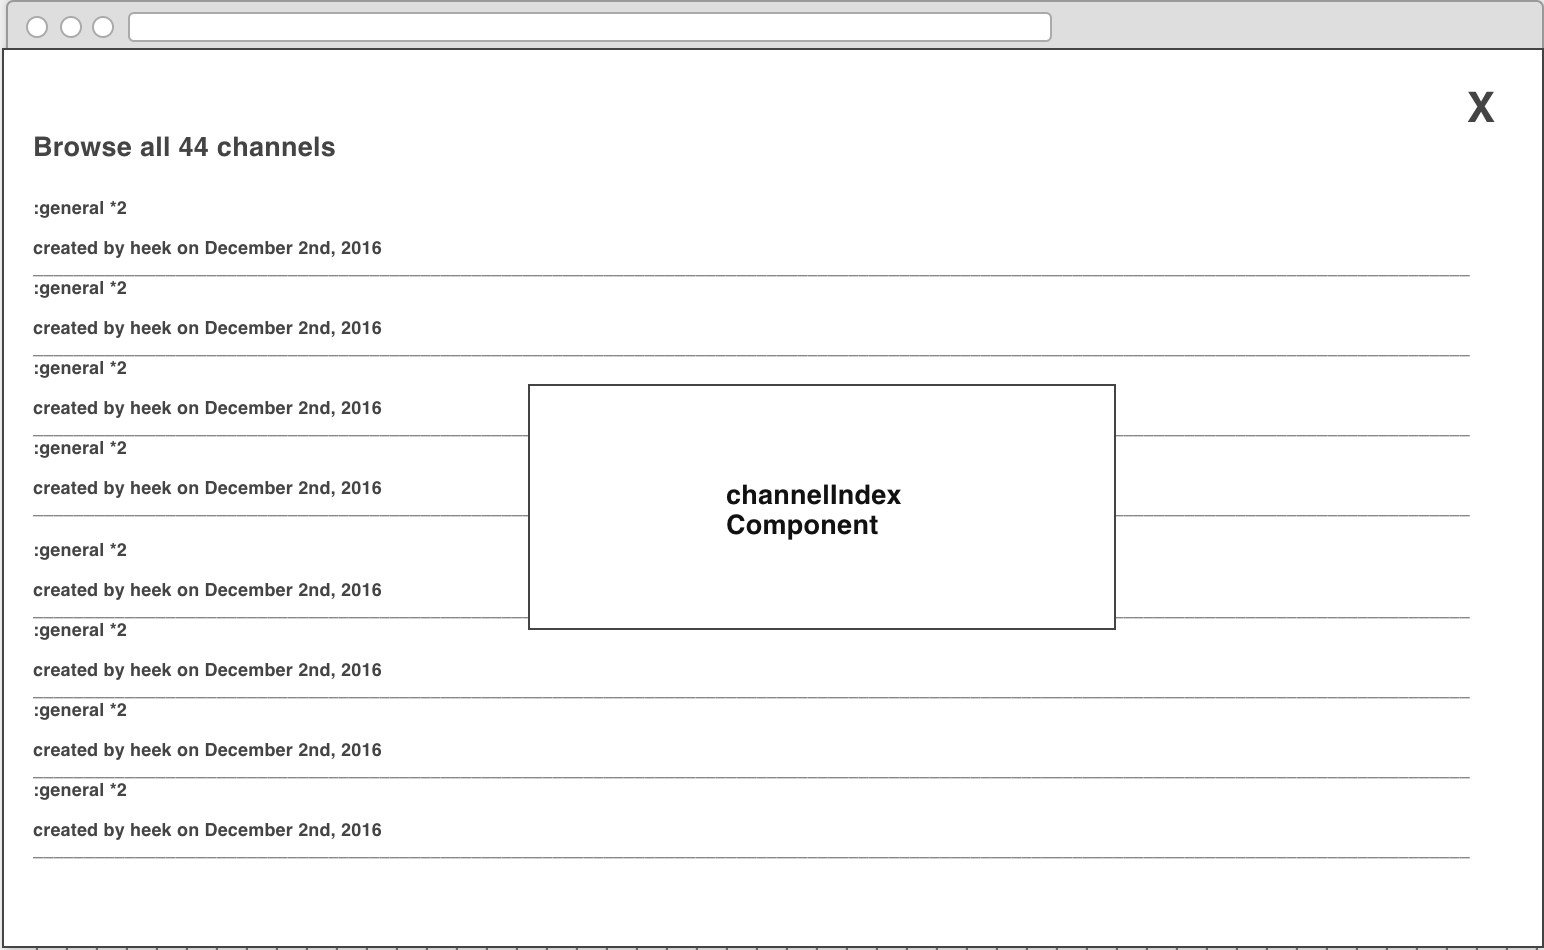 X
Browse all 44 channels
:general *2
created by heek on December 2nd, 2016
:general *2
created by heek on December 2nd, 2016
:general *2
created by heek on December 2nd, 2016
:general *2
created by heek on December 2nd, 2016
channelIndex
Component
:general *2
created by heek on December 2nd, 2016
:general *2
created by heek on December 2nd, 2016
:general *2
created by heek on December 2nd, 2016
:general *2
created by heek on December 2nd, 2016